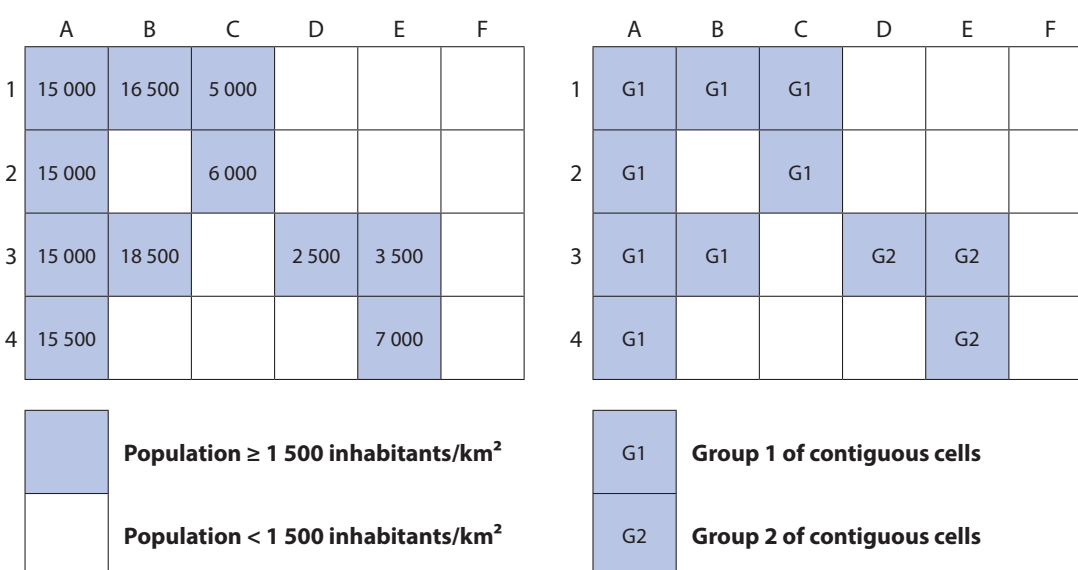 A B C D E F
1 15 000 16 500 5 000
2 15 000 6 000
3 15 000 18 500 2 500 3 500
4 15 500 7 000
Population ≥ 1 500 inhabitants/km²
Population < 1 500 inhabitants/km²
A B C D E F
1 G1 G1 G1
2 G1 G1
3 G1 G1 G2 G2
4 G1 G2
G1 Group 1 of contiguous cells
G2 Group 2 of contiguous cells